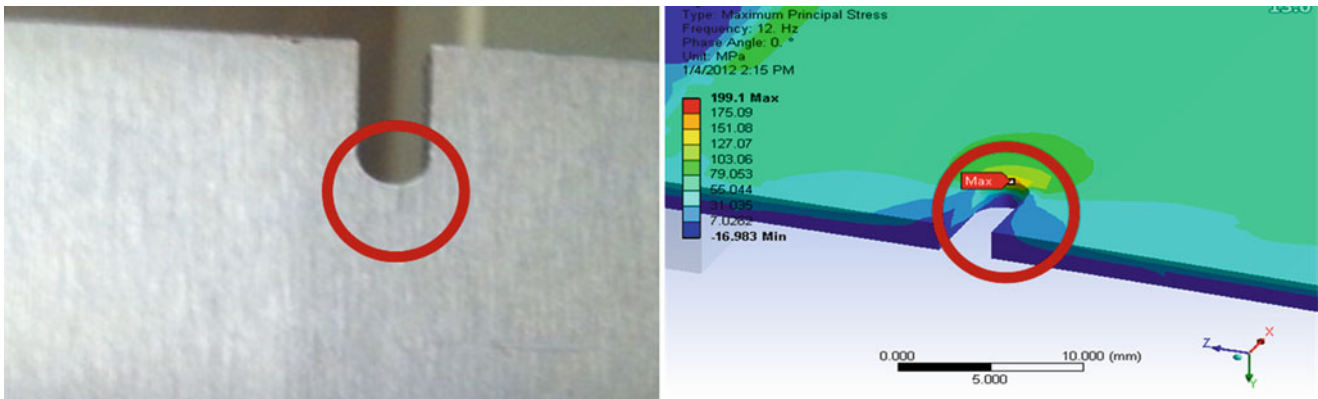 13.0
Type: Maximum Principal Stress
Frequency: 12. Hz
Phase Angle: 0. °
Unit: MPa
1/4/2012 2:15 PM
199.1 Max
175.09
151.08
127.07
103.06
79.053
55.044
31.035
7.0262
-16.983 Min
Max
0.000 10.000 (mm)
5.000
Z X
Y